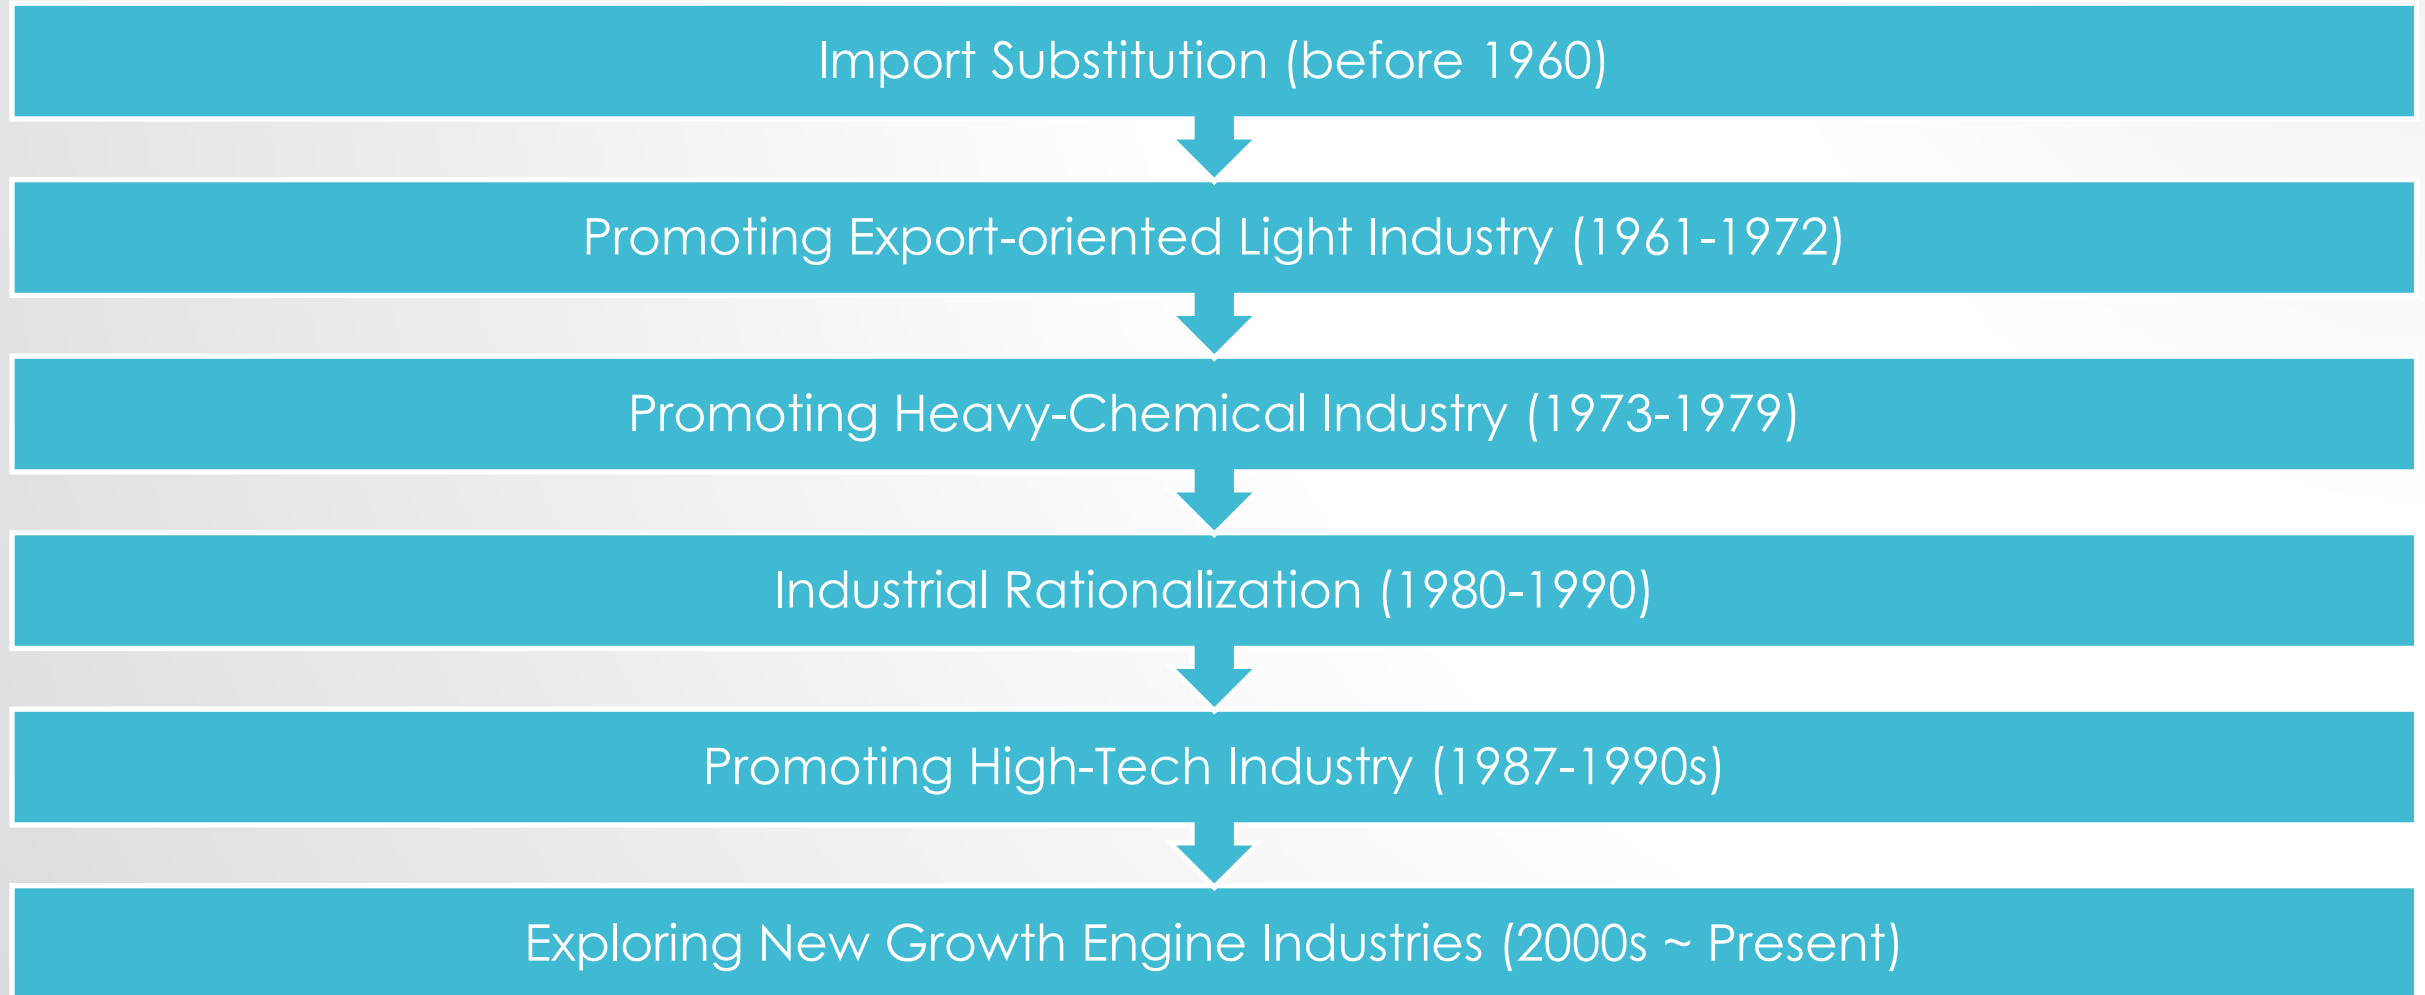 Import Substitution (before 1960)
Promoting Export-oriented Light Industry (1961-1972)
Promoting Heavy-Chemical Industry (1973-1979)
Industrial Rationalization (1980-1990)
Promoting High-Tech Industry (1987-1990s)
Exploring New Growth Engine Industries (2000s ~ Present)